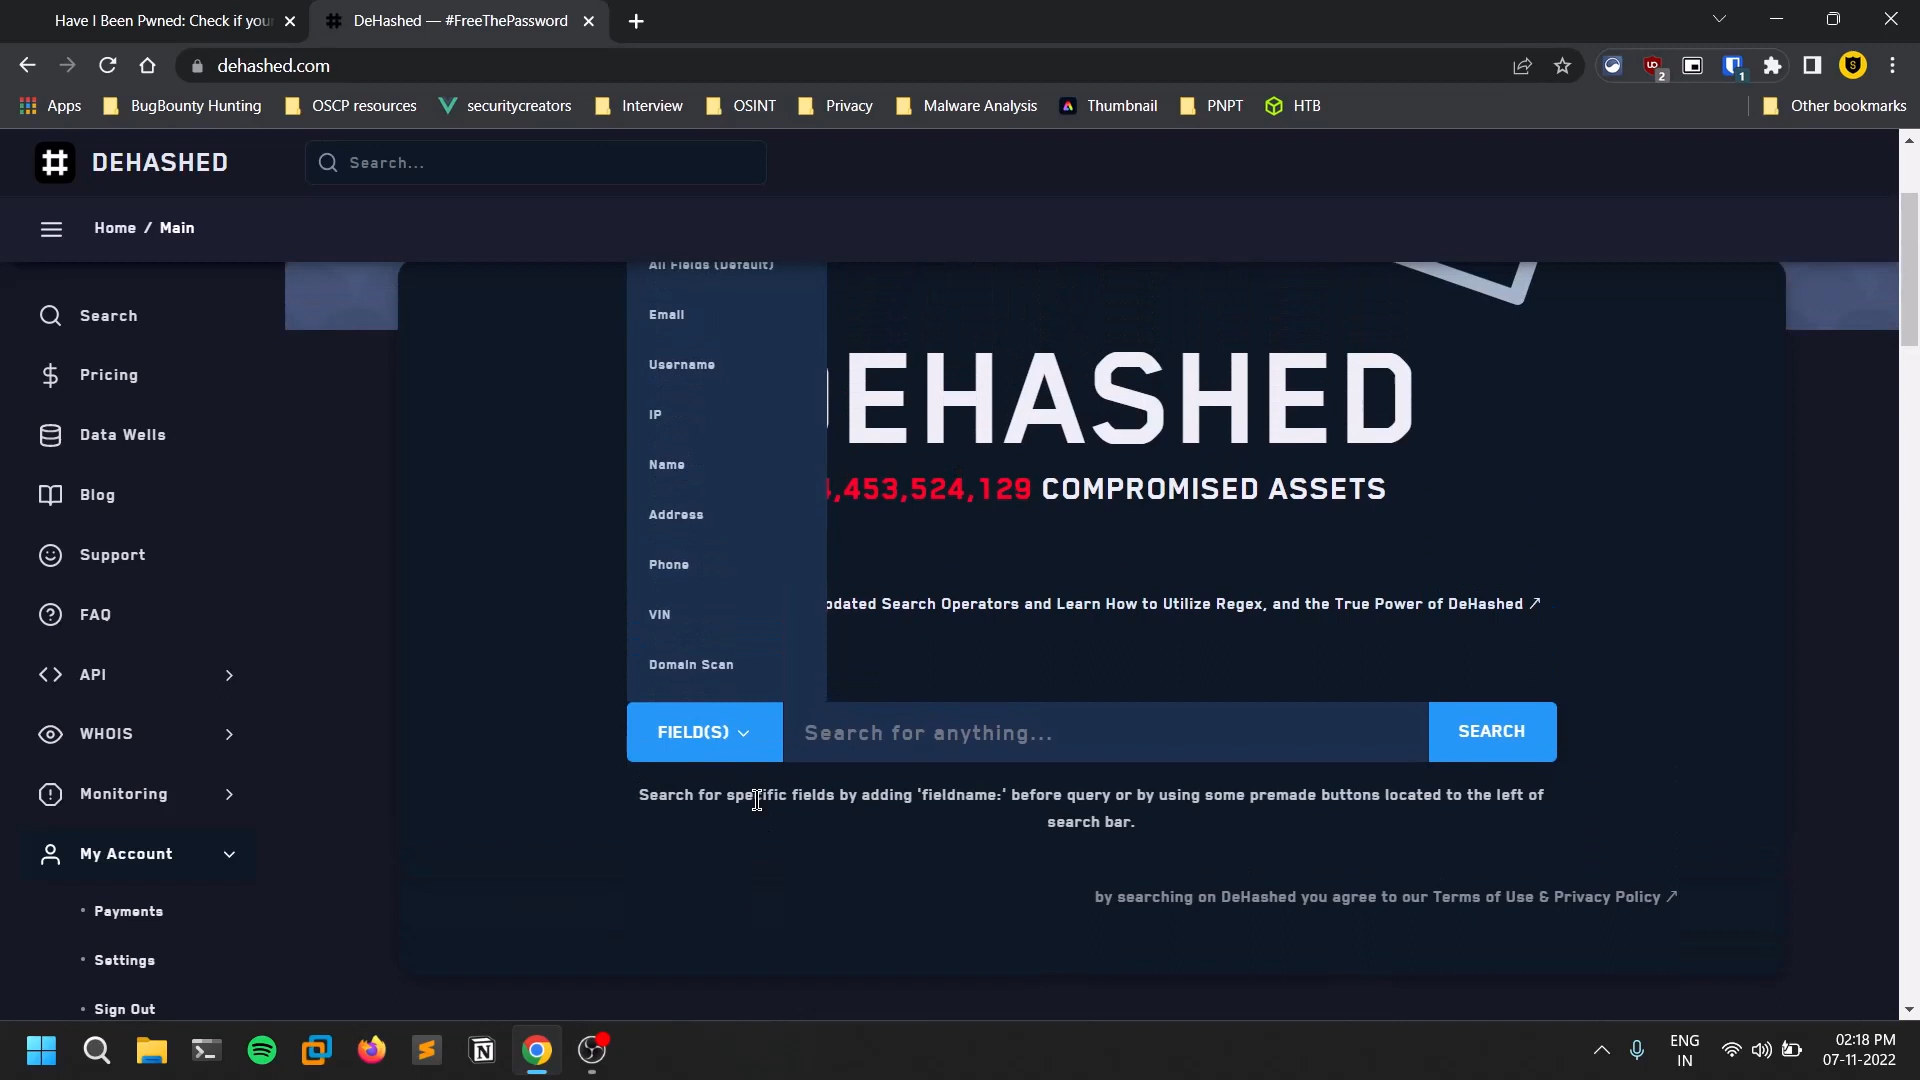 Have I Been Pwned: Check if your
DeHashed — #FreeThePassword
dehashed.com
2
1
S
Apps
BugBounty Hunting
OSCP resources
securitycreators
Interview
OSINT
Privacy
Malware Analysis
Thumbnail
PNPT
HTB
Other bookmarks
DEHASHED
Search...
Home / Main
Search
Pricing
Data Wells
Blog
Support
FAQ
API
WHOIS
Monitoring
My Account
Payments
Settings
Sign Out
All Fields (Default)
Email
Username
IP
Name
Address
Phone
VIN
Domain Scan
EHASHED
,453,524,129 COMPROMISED ASSETS
pdated Search Operators and Learn How to Utilize Regex, and the True Power of DeHashed ↗
FIELD(S)
Search for anything...
SEARCH
Search for specific fields by adding 'fieldname:' before query or by using some premade buttons located to the left of
search bar.
by searching on DeHashed you agree to our Terms of Use & Privacy Policy ↗
ENG
IN
02:18 PM
07-11-2022